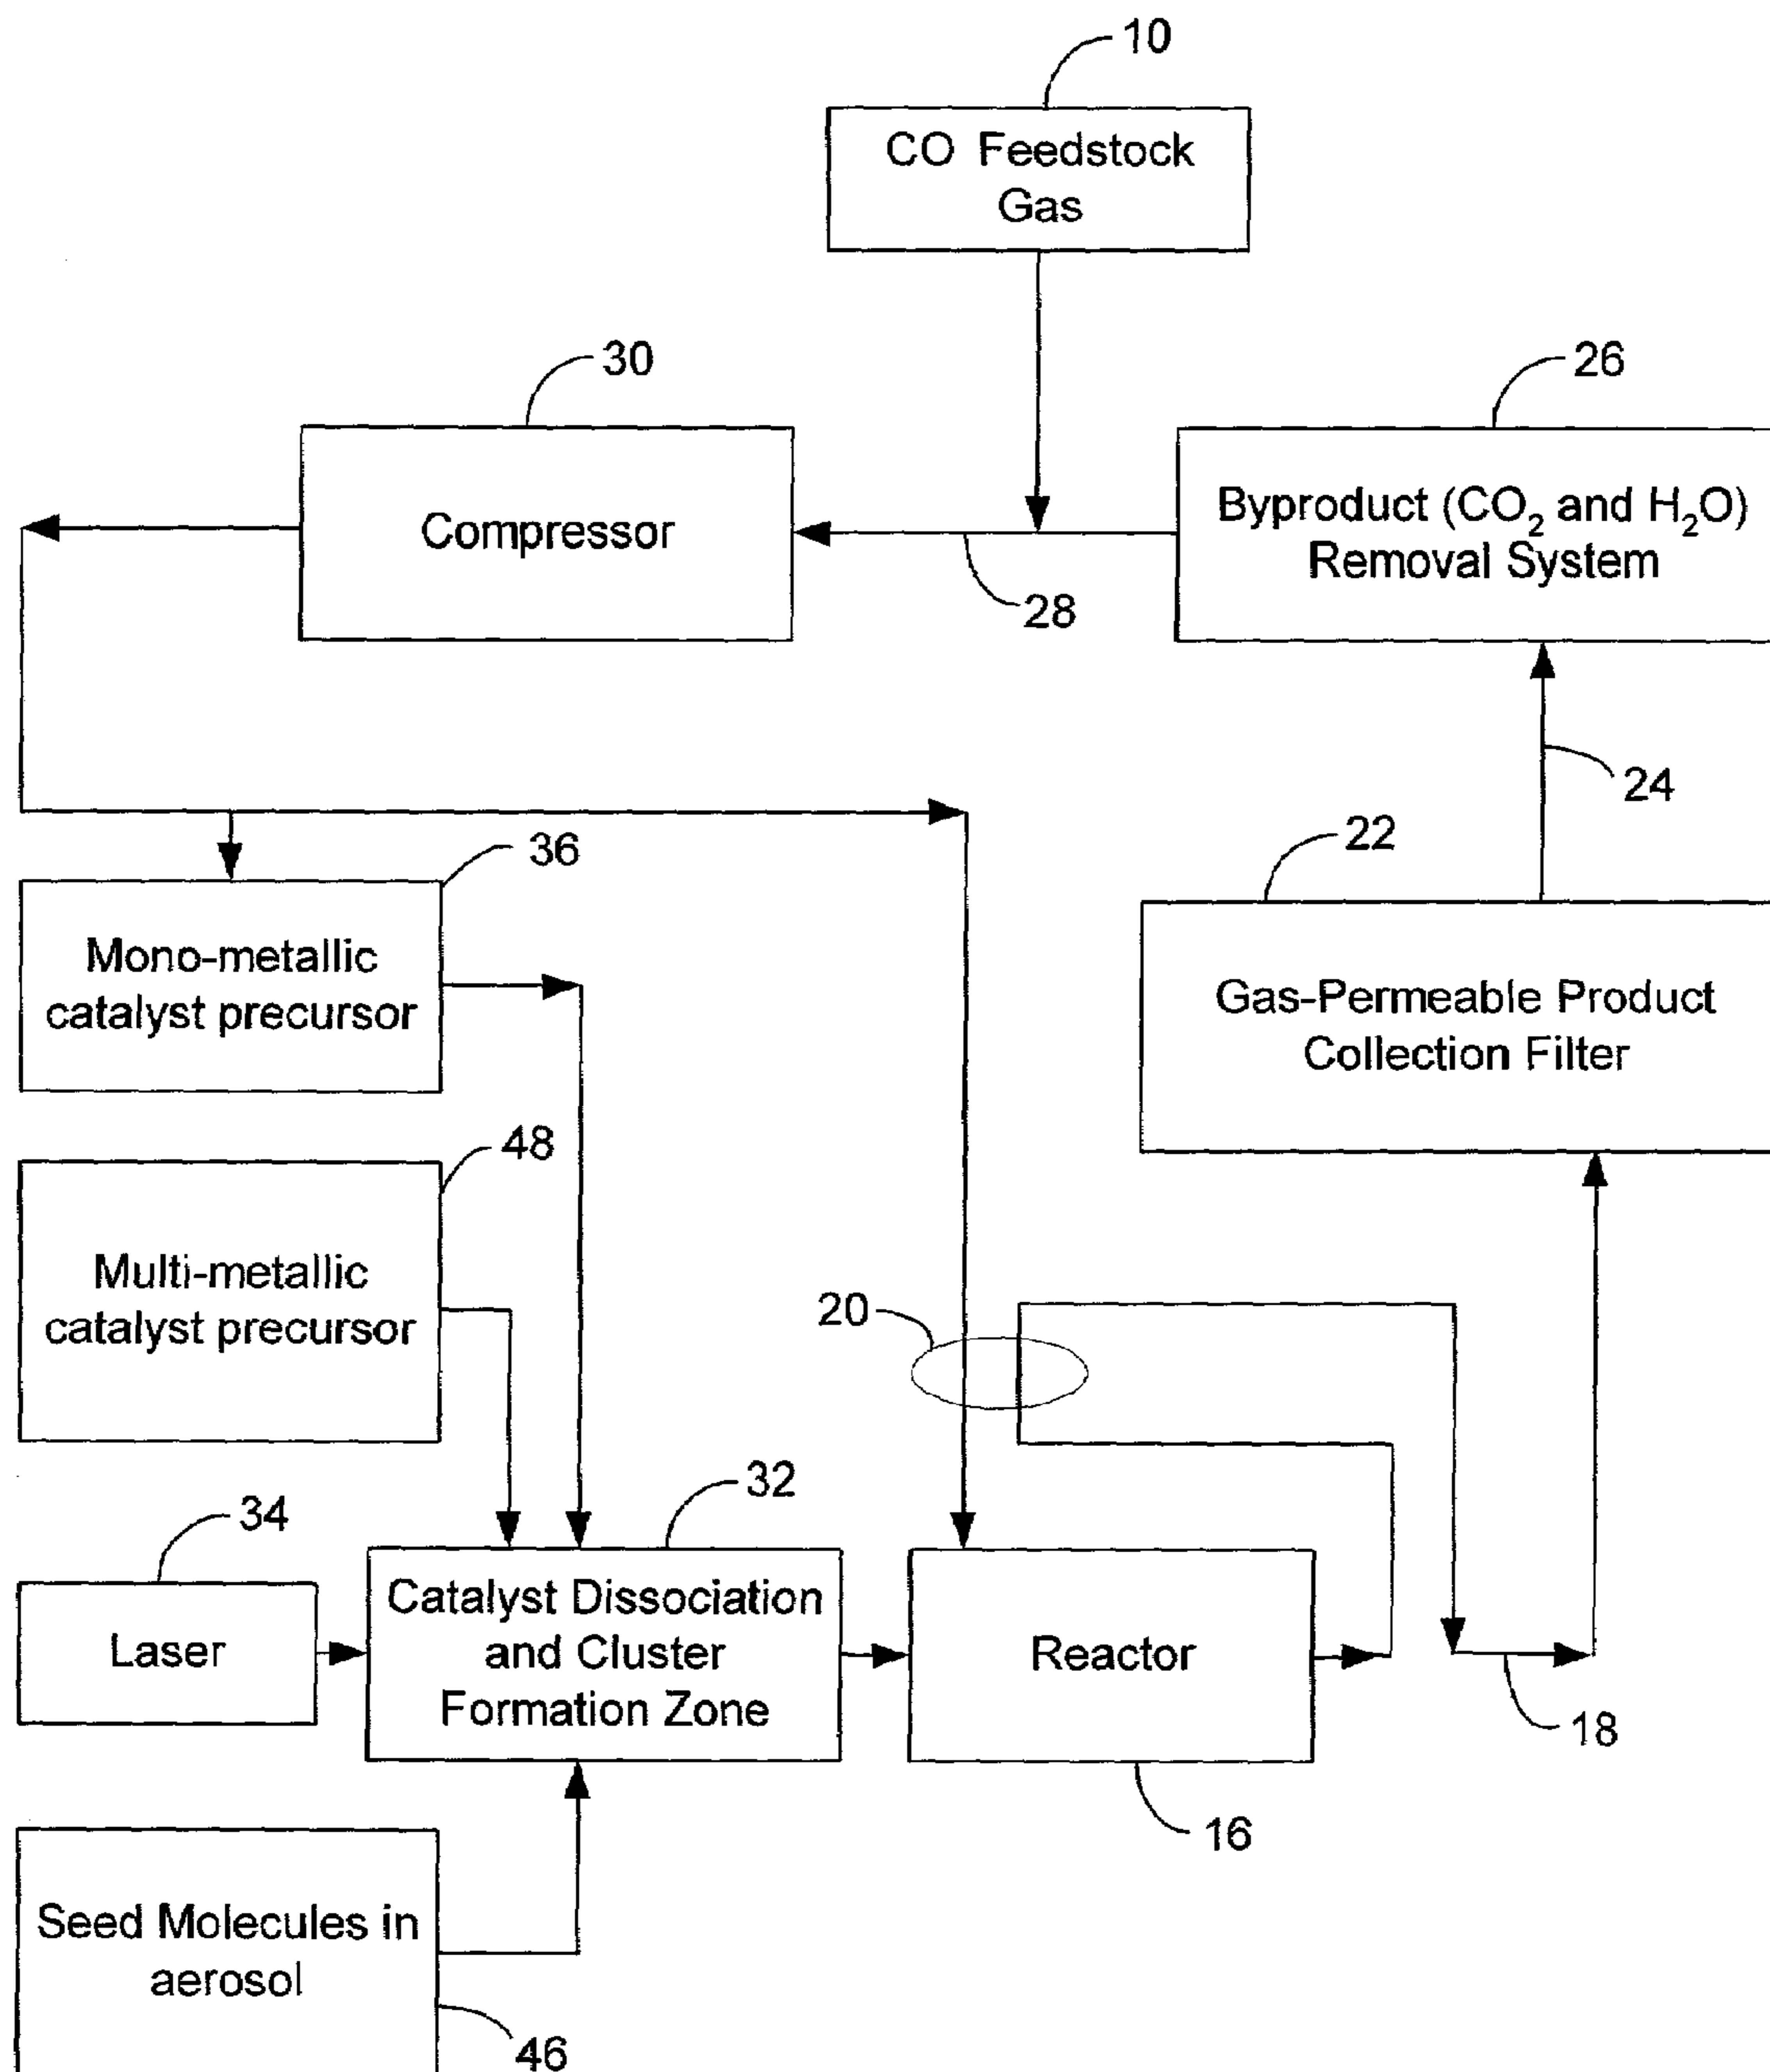 10
CO Feedstock
Gas
30
26
Compressor
Byproduct (CO₂ and H₂O)
Removal System
28
24
36
22
Mono-metallic
catalyst precursor
Gas-Permeable Product
Collection Filter
48
Multi-metallic
catalyst precursor
20
34
32
Laser
Catalyst Dissociation
and Cluster
Formation Zone
Reactor
18
16
Seed Molecules in
aerosol
46